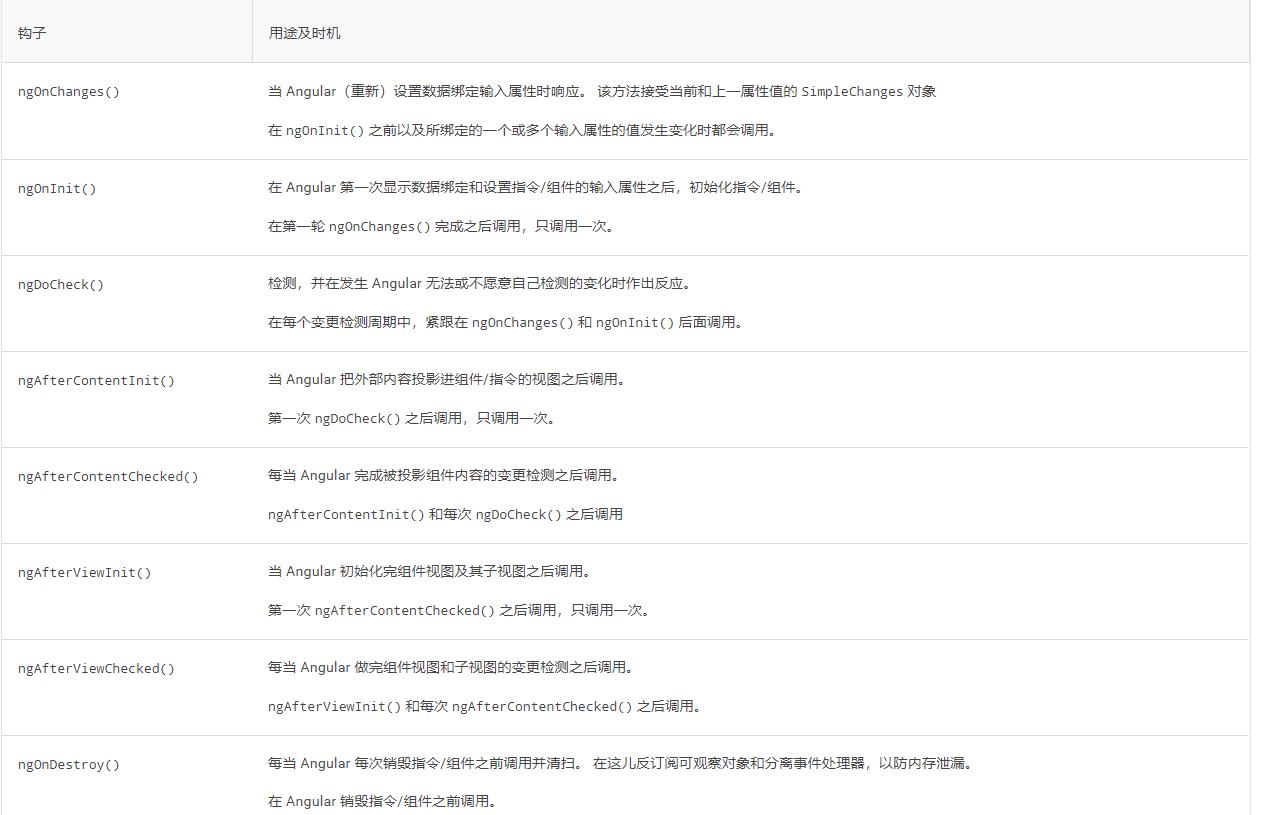 钩子
用途及时机
ngOnChanges()
当 Angular（重新）设置数据绑定输入属性时响应。 该方法接受当前和上一属性值的 SimpleChanges 对象
在 ngOnInit() 之前以及所绑定的一个或多个输入属性的值发生变化时都会调用。
ngOnInit()
在 Angular 第一次显示数据绑定和设置指令/组件的输入属性之后，初始化指令/组件。
在第一轮 ngOnChanges() 完成之后调用，只调用一次。
ngDoCheck()
检测，并在发生 Angular 无法或不愿意自己检测的变化时作出反应。
在每个变更检测周期中，紧跟在 ngOnChanges() 和 ngOnInit() 后面调用。
ngAfterContentInit()
当 Angular 把外部内容投影进组件/指令的视图之后调用。
第一次 ngDoCheck() 之后调用，只调用一次。
ngAfterContentChecked()
每当 Angular 完成被投影组件内容的变更检测之后调用。
ngAfterContentInit() 和每次 ngDoCheck() 之后调用
ngAfterViewInit()
当 Angular 初始化完组件视图及其子视图之后调用。
第一次 ngAfterContentChecked() 之后调用，只调用一次。
ngAfterViewChecked()
每当 Angular 做完组件视图和子视图的变更检测之后调用。
ngAfterViewInit() 和每次 ngAfterContentChecked() 之后调用。
ngOnDestroy()
每当 Angular 每次销毁指令/组件之前调用并清扫。 在这儿反订阅可观察对象和分离事件处理器，以防内存泄漏。
在 Angular 销毁指令/组件之前调用。